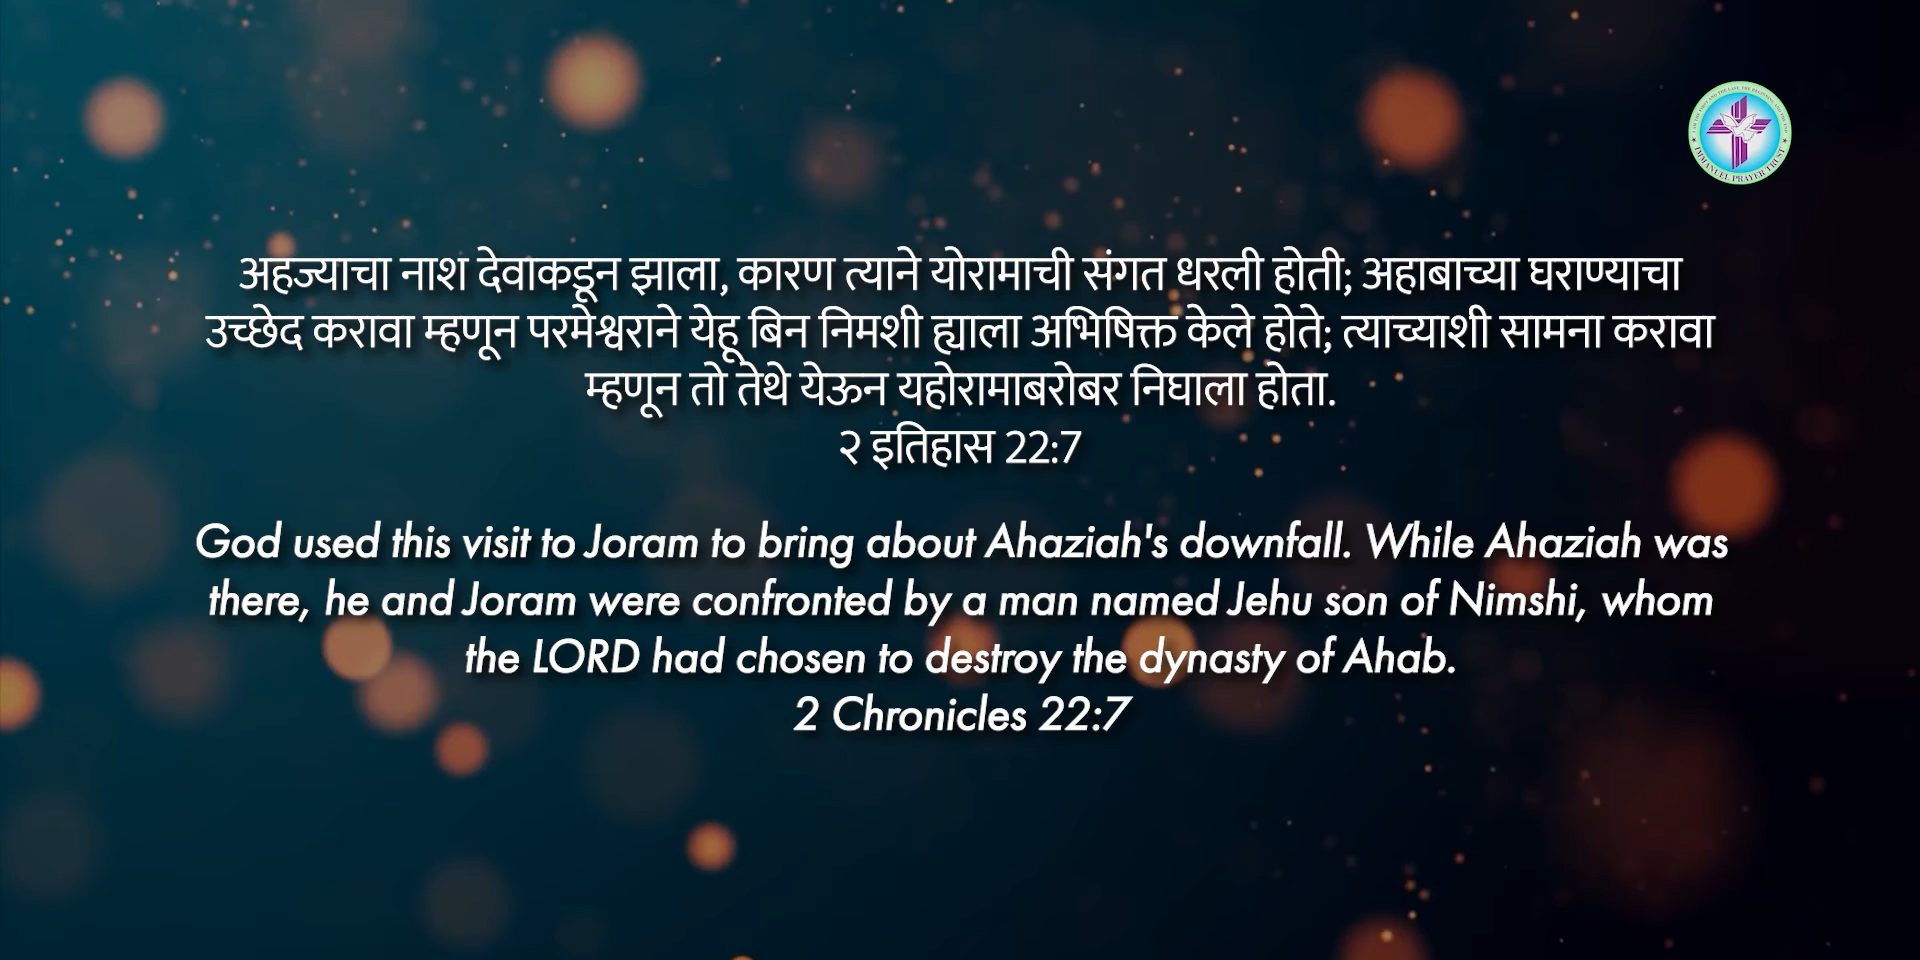 अहज्याचा नाश देवाकडून झाला, कारण त्याने योरामाची संगत धरली होती; अहाबाच्या घराण्याचा
उच्छेद करावा म्हणून परमेश्वराने येहू बिन निमशी ह्याला अभिषिक्त केले होते; त्याच्याशी सामना करावा
म्हणून तो तेथे येऊन यहोरामाबरोबर निघाला होता.
२ इतिहास 22:7
God used this visit to Joram to bring about Ahaziah's downfall. While Ahaziah was
there, he and Joram were confronted by a man named Jehu son of Nimshi, whom
the LORD had chosen to destroy the dynasty of Ahab.
2 Chronicles 22:7
IMMANUEL PRAYER TRUST